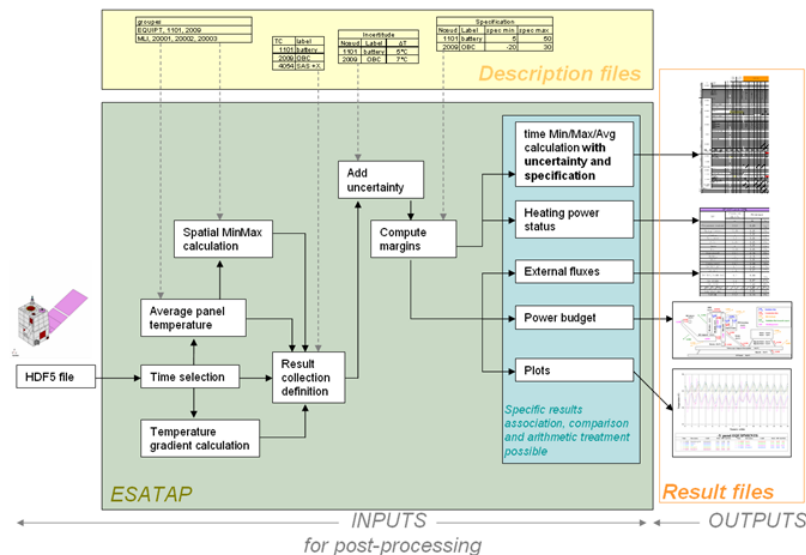 groupes
EQUIPT, 1101, 2009
MLI, 20001, 20002, 20003
TC label
1101 battery
2009 OBC
4054 SAS +X
Incertitude
Nœud Label ΔT
1101 battery 5°C
2009 OBC 7°C
Specification
Nœud Label spec min spec max
1101 battery 5 50
2009 OBC -20 30
Description files
time Min/Max/Avg
calculation with
uncertainty and
specification
Add
uncertainty
Spatial MinMax
calculation
Compute
margins
Heating power
status
External fluxes
Average panel
temperature
Power budget
HDF5 file
Time selection
Result
collection
definition
Plots
Temperature
gradient calculation
Specific results
association, comparison
and arithmetic treatment
possible
ESATAP
Result files
INPUTS
for post-processing
OUTPUTS